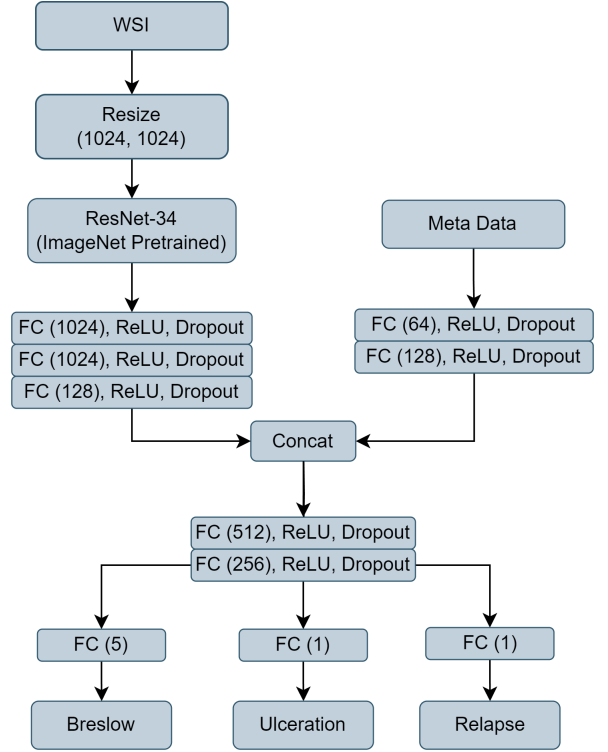 WSI
Resize
(1024, 1024)
ResNet-34
(ImageNet Pretrained)
Meta Data
FC (1024), ReLU, Dropout
FC (1024), ReLU, Dropout
FC (128), ReLU, Dropout
FC (64), ReLU, Dropout
FC (128), ReLU, Dropout
Concat
FC (512), ReLU, Dropout
FC (256), ReLU, Dropout
FC (5)
FC (1)
FC (1)
Breslow
Ulceration
Relapse